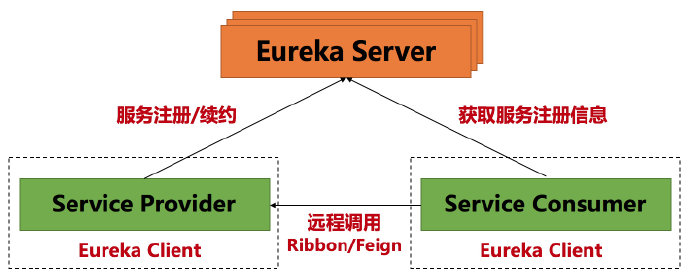 Eureka Server
服务注册/续约
获取服务注册信息
Service Provider
远程调用
Service Consumer
Eureka Client
Ribbon/Feign
Eureka Client